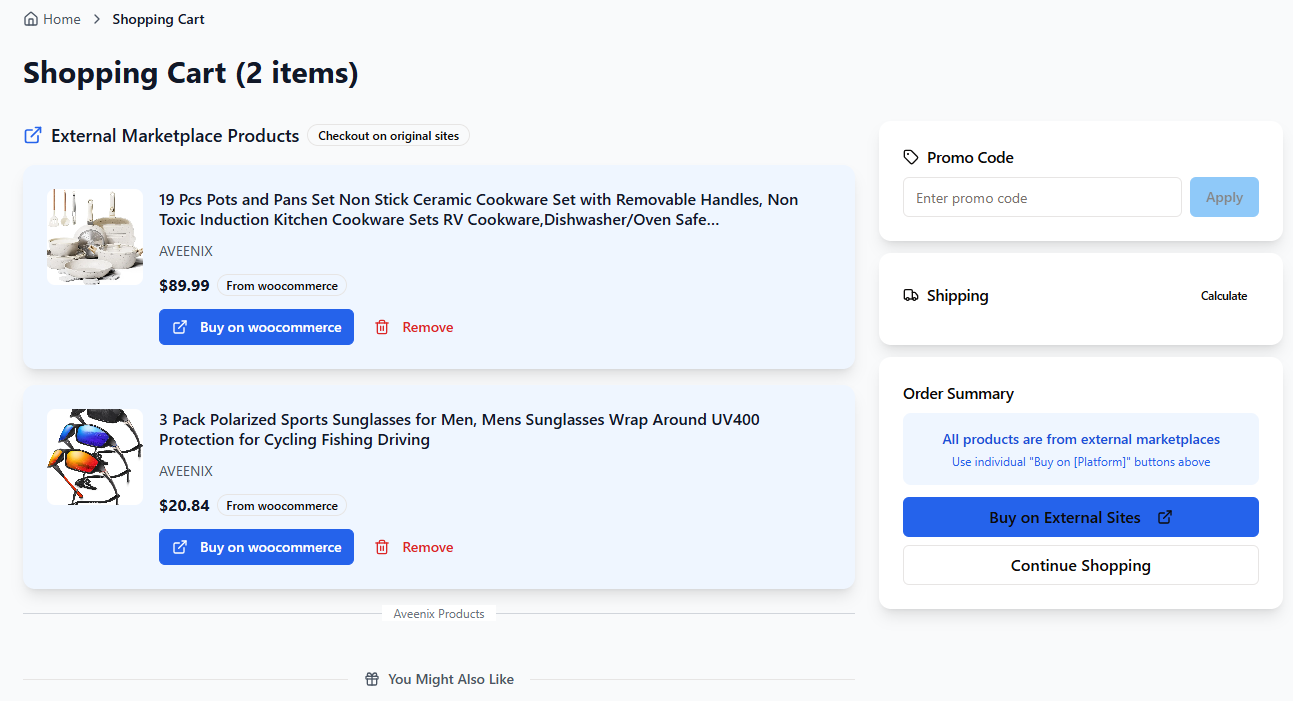 Home > Shopping Cart
Shopping Cart (2 items)
External Marketplace Products
Checkout on original sites
19 Pcs Pots and Pans Set Non Stick Ceramic Cookware Set with Removable Handles, Non
Toxic Induction Kitchen Cookware Sets RV Cookware,Dishwasher/Oven Safe...
AVEENIX
$89.99 From woocommerce
Buy on woocommerce Remove
3 Pack Polarized Sports Sunglasses for Men, Mens Sunglasses Wrap Around UV400
Protection for Cycling Fishing Driving
AVEENIX
$20.84 From woocommerce
Buy on woocommerce Remove
Aveenix Products
You Might Also Like
Promo Code
Enter promo code Apply
Shipping Calculate
Order Summary
All products are from external marketplaces
Use individual "Buy on [Platform]" buttons above
Buy on External Sites
Continue Shopping